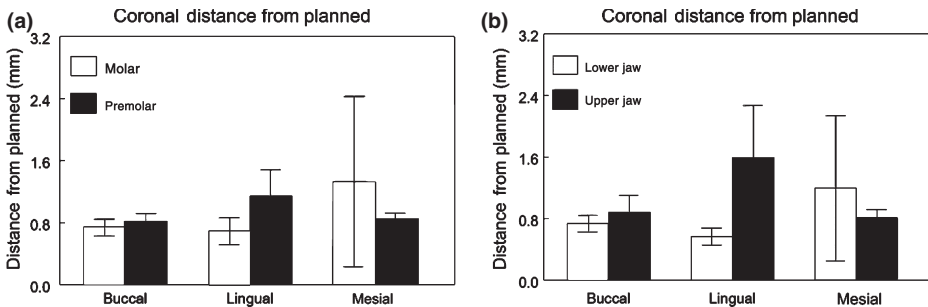 (a)
Coronal distance from planned
Distance from planned (mm)
3.2
2.4
1.6
0.8
0.0
Molar
Premolar
Buccal
Lingual
Mesial
(b)
Coronal distance from planned
Distance from planned (mm)
3.2
2.4
1.6
0.8
0.0
Lower jaw
Upper jaw
Buccal
Lingual
Mesial